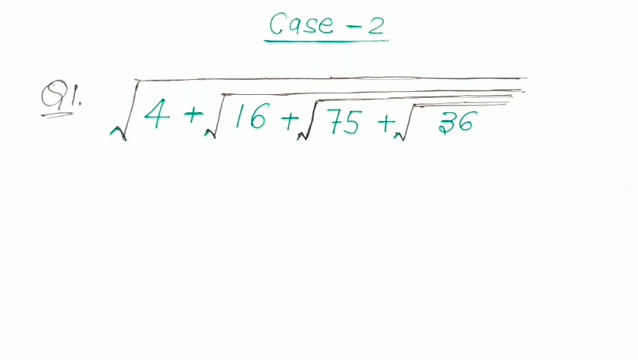 Case - 2
Q1. √4 + √16 + √75 + √36